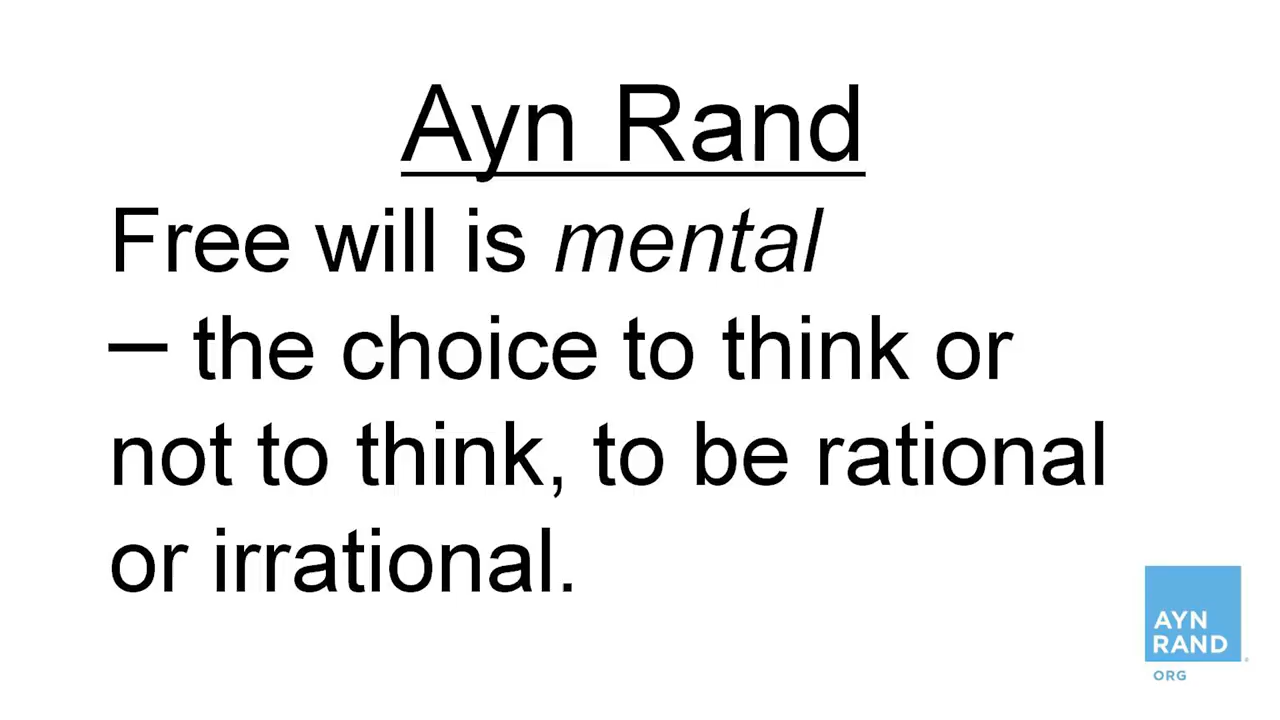 Ayn Rand
Free will is mental
– the choice to think or
not to think, to be rational
or irrational.
AYN
RAND
ORG